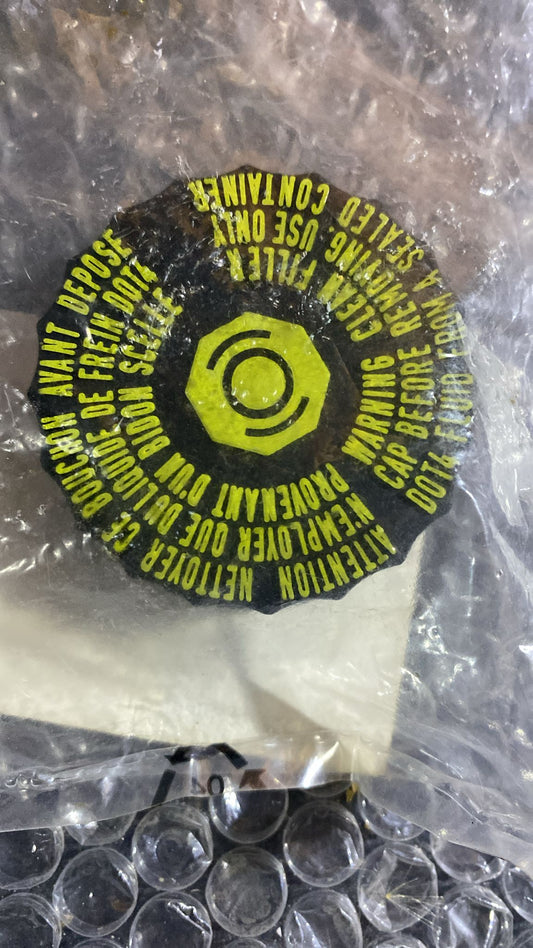 WARNING CLEAN FILLER
CAP BEFORE REMOVING. USE ONLY
DOT4 FLUID FROM A SEALED CONTAINER
ATTENTION NETTOYER CE BOUCHON AVANT DEPOSE
N'EMPLOYER QUE DU LIQUIDE DE FREIN DOT4
PROVENANT D'UN BIDON SCELLE